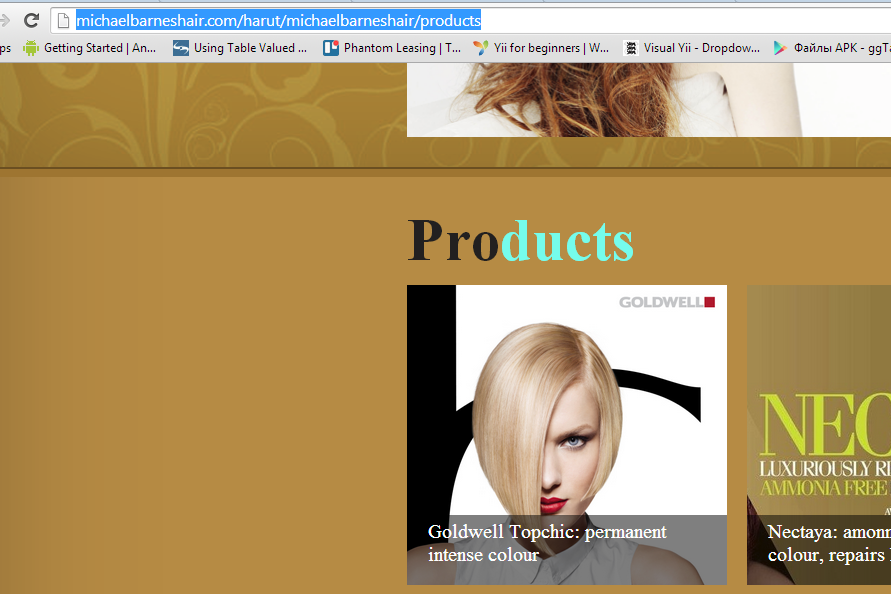 michaelbarneshair.com/harut/michaelbarneshair/products
ps Getting Started | An... Using Table Valued ... Phantom Leasing | T... Yii for beginners | W... Visual Yii - Dropdow... Файлы APK - ggTa
Products
GOLDWELL
NEC
LUXURIOUSLY RI
AMMONIA FREE
Goldwell Topchic: permanent
intense colour
Nectaya: amonn
colour, repairs